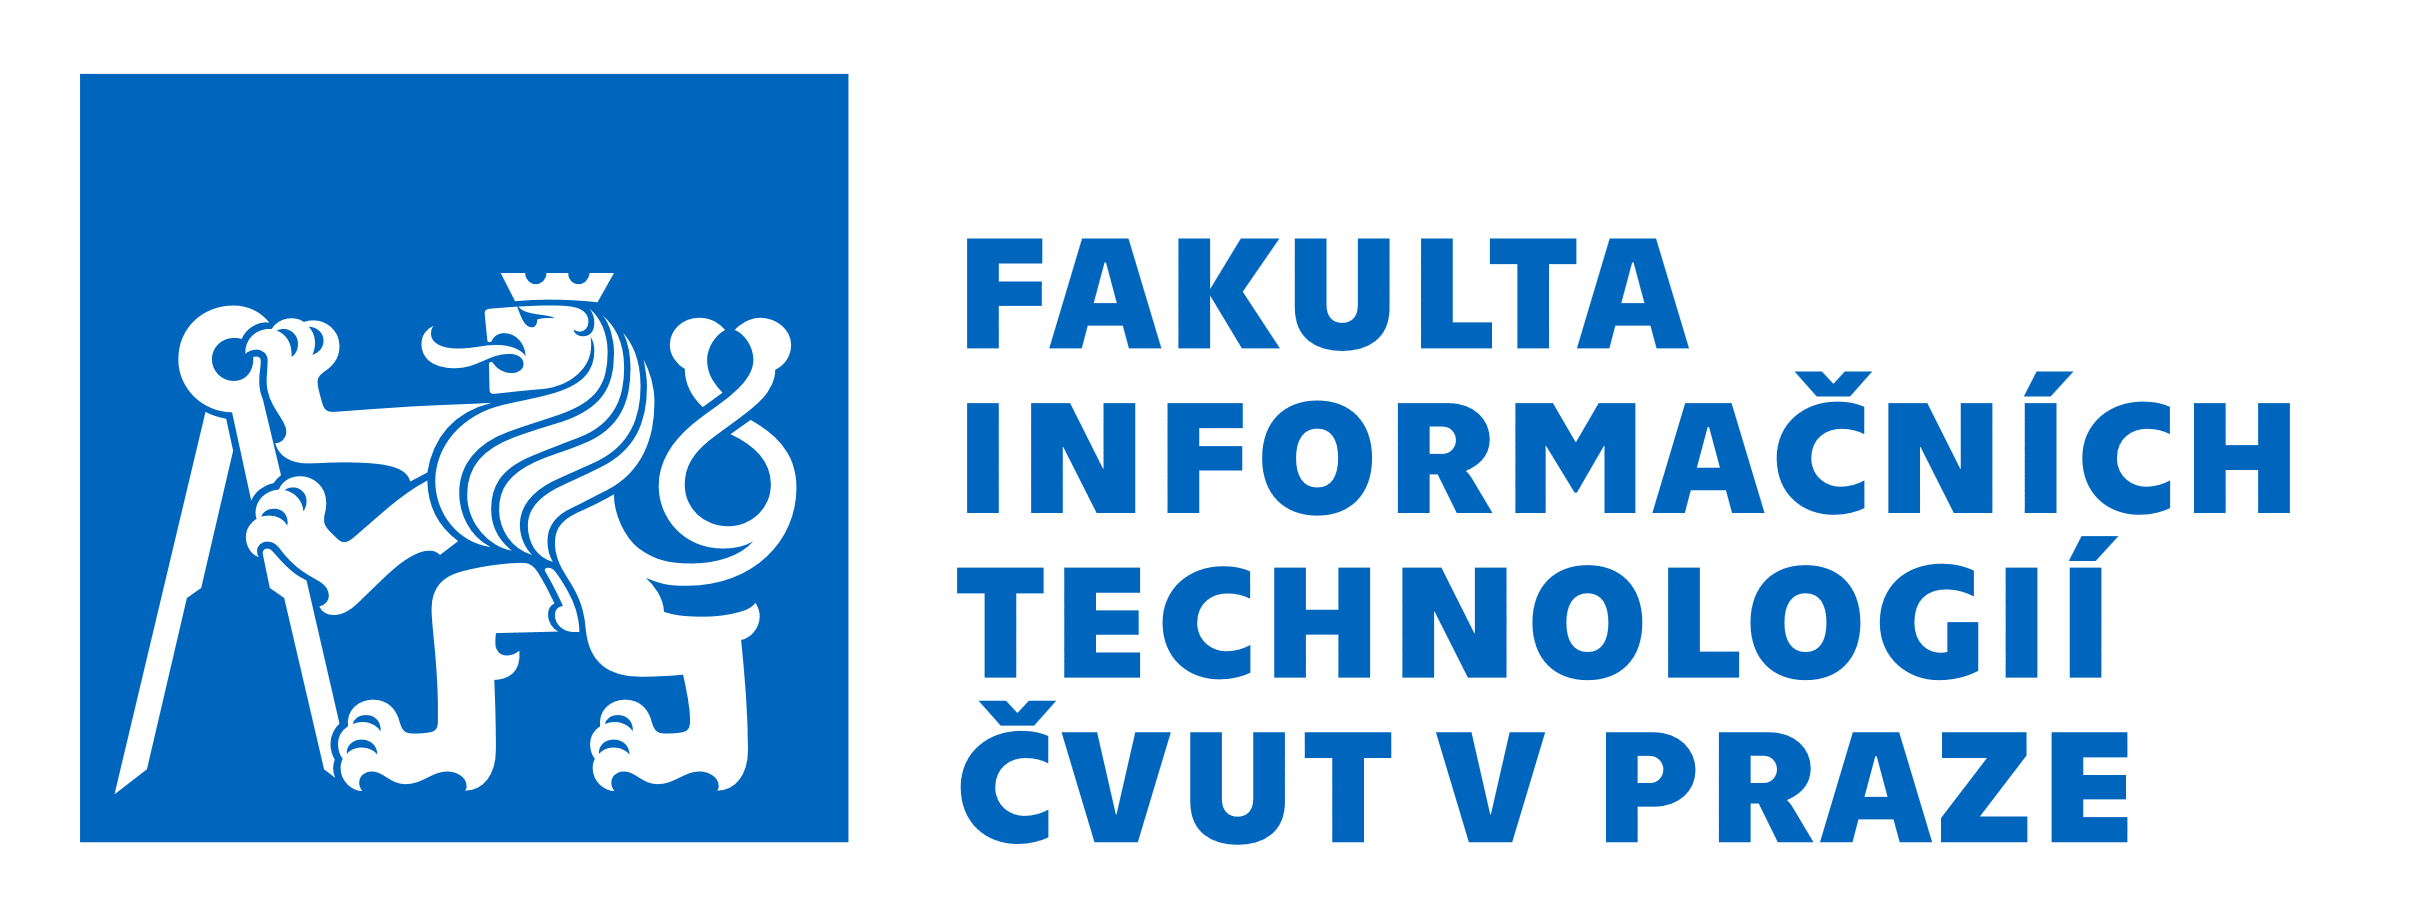 FAKULTA
INFORMAČNÍCH
TECHNOLOGIÍ
ČVUT V PRAZE